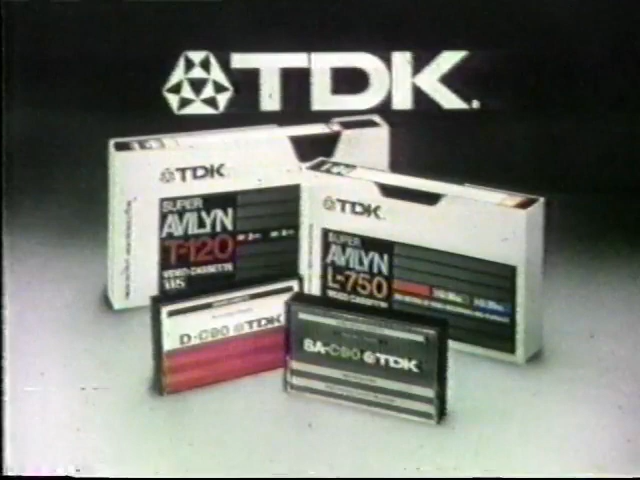 TDK.
TDK.
SUPER
AVILYN
T-120
VIDEO CASSETTE
VHS
TDK.
SUPER
AVILYN
L-750
VIDEO CASSETTE
D-C90 TDK
SA-C90 TDK